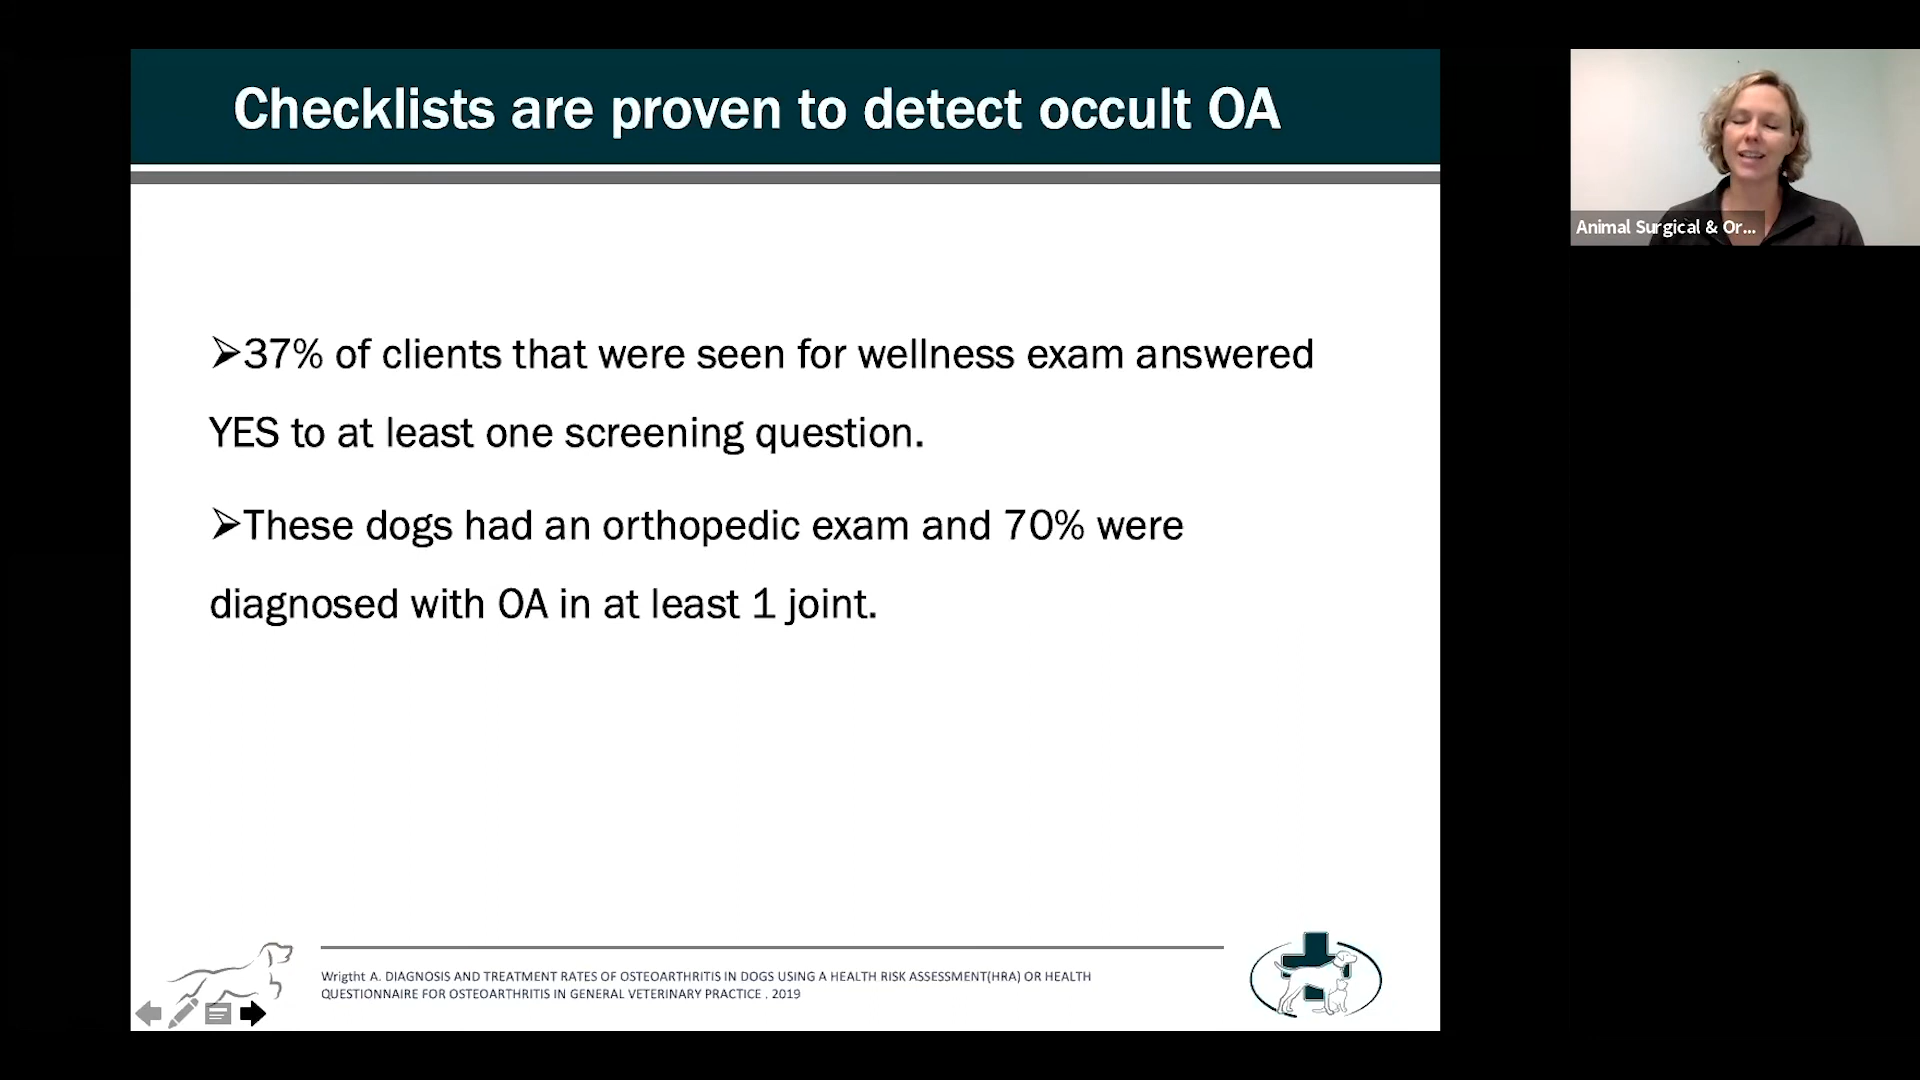 Checklists are proven to detect occult OA
Animal Surgical & Or...
➢37% of clients that were seen for wellness exam answered
YES to at least one screening question.
➢These dogs had an orthopedic exam and 70% were
diagnosed with OA in at least 1 joint.
Wrigtht A. DIAGNOSIS AND TREATMENT RATES OF OSTEOARTHRITIS IN DOGS USING A HEALTH RISK ASSESSMENT(HRA) OR HEALTH
QUESTIONNAIRE FOR OSTEOARTHRITIS IN GENERAL VETERINARY PRACTICE . 2019